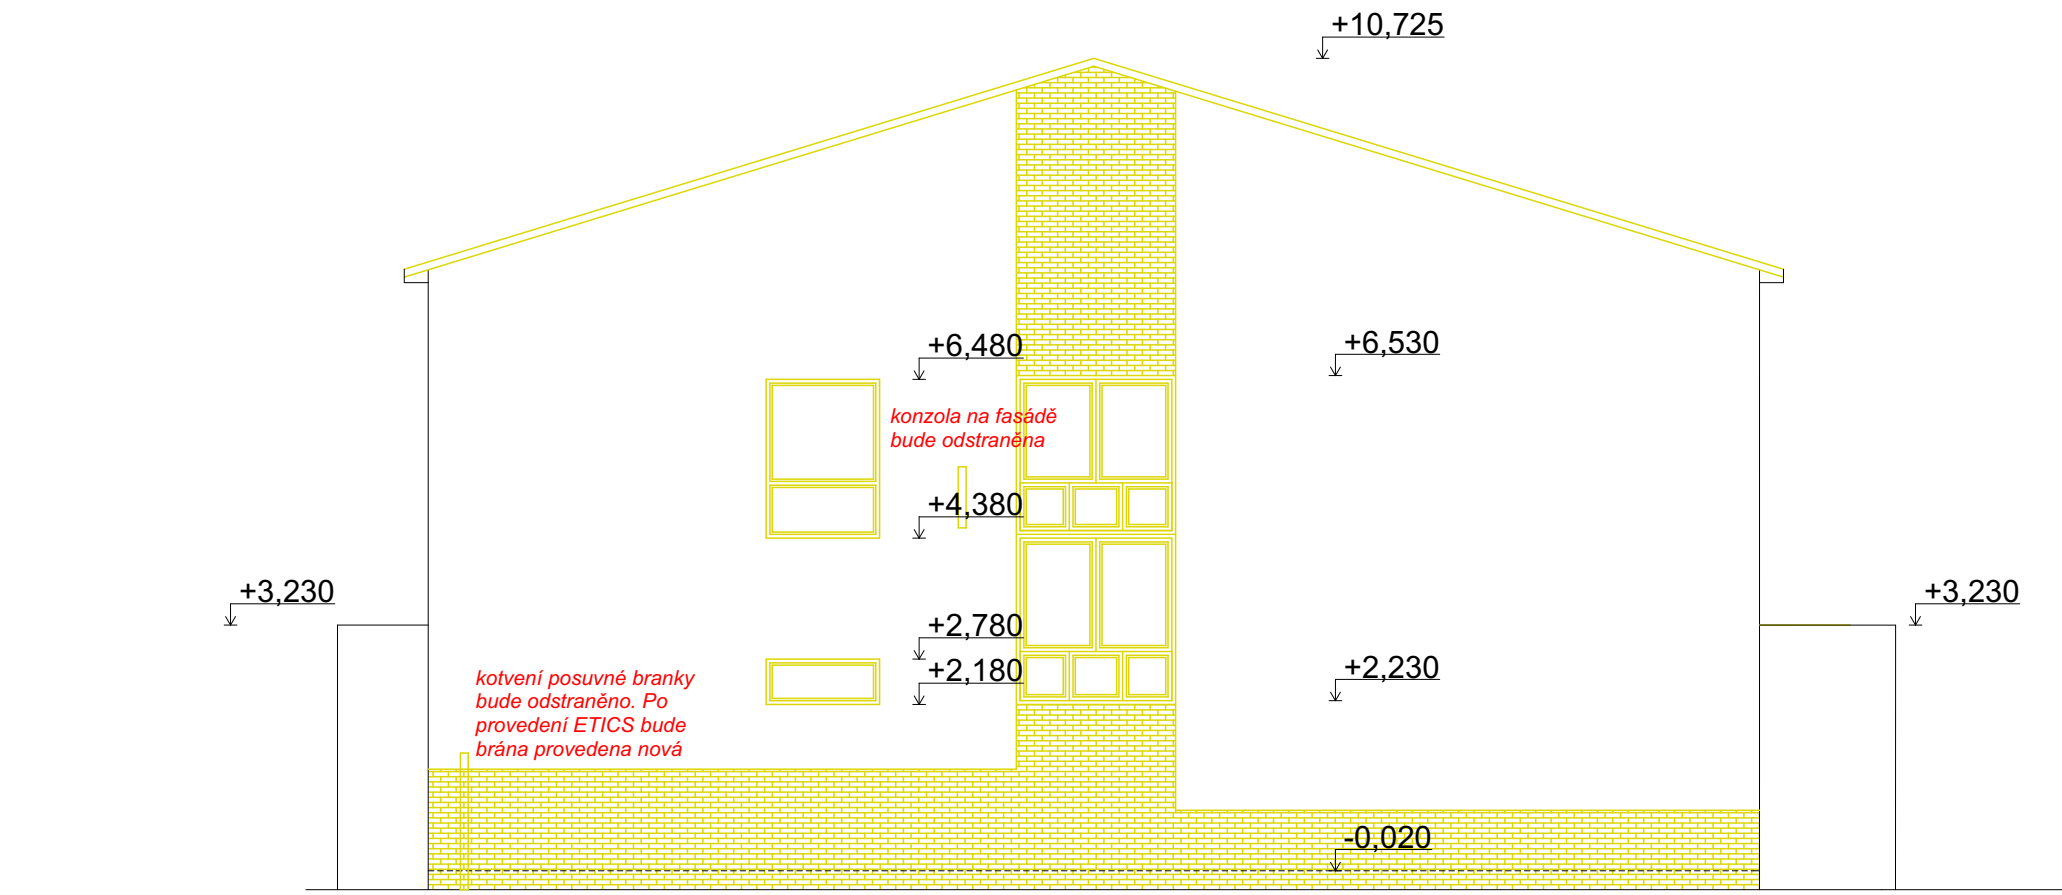 +10,725
+6,480
+6,530
konzola na fasádě
bude odstraněna
+4,380
+3,230
+3,230
+2,780
+2,180
+2,230
kotvení posuvné branky
bude odstraněno. Po
provedení ETICS bude
brána provedena nová
-0,020